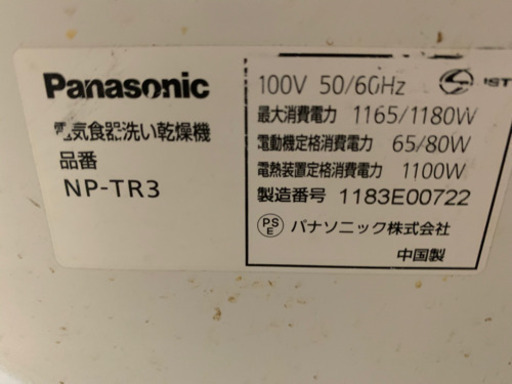 Panasonic
電気食器洗い乾燥機
品番
NP-TR3
100V 50/60Hz
最大消費電力 1165/1180W
電動機定格消費電力 65/80W
電熱装置定格消費電力 1100W
製造番号 1183E00722
PSE パナソニック株式会社
中国製